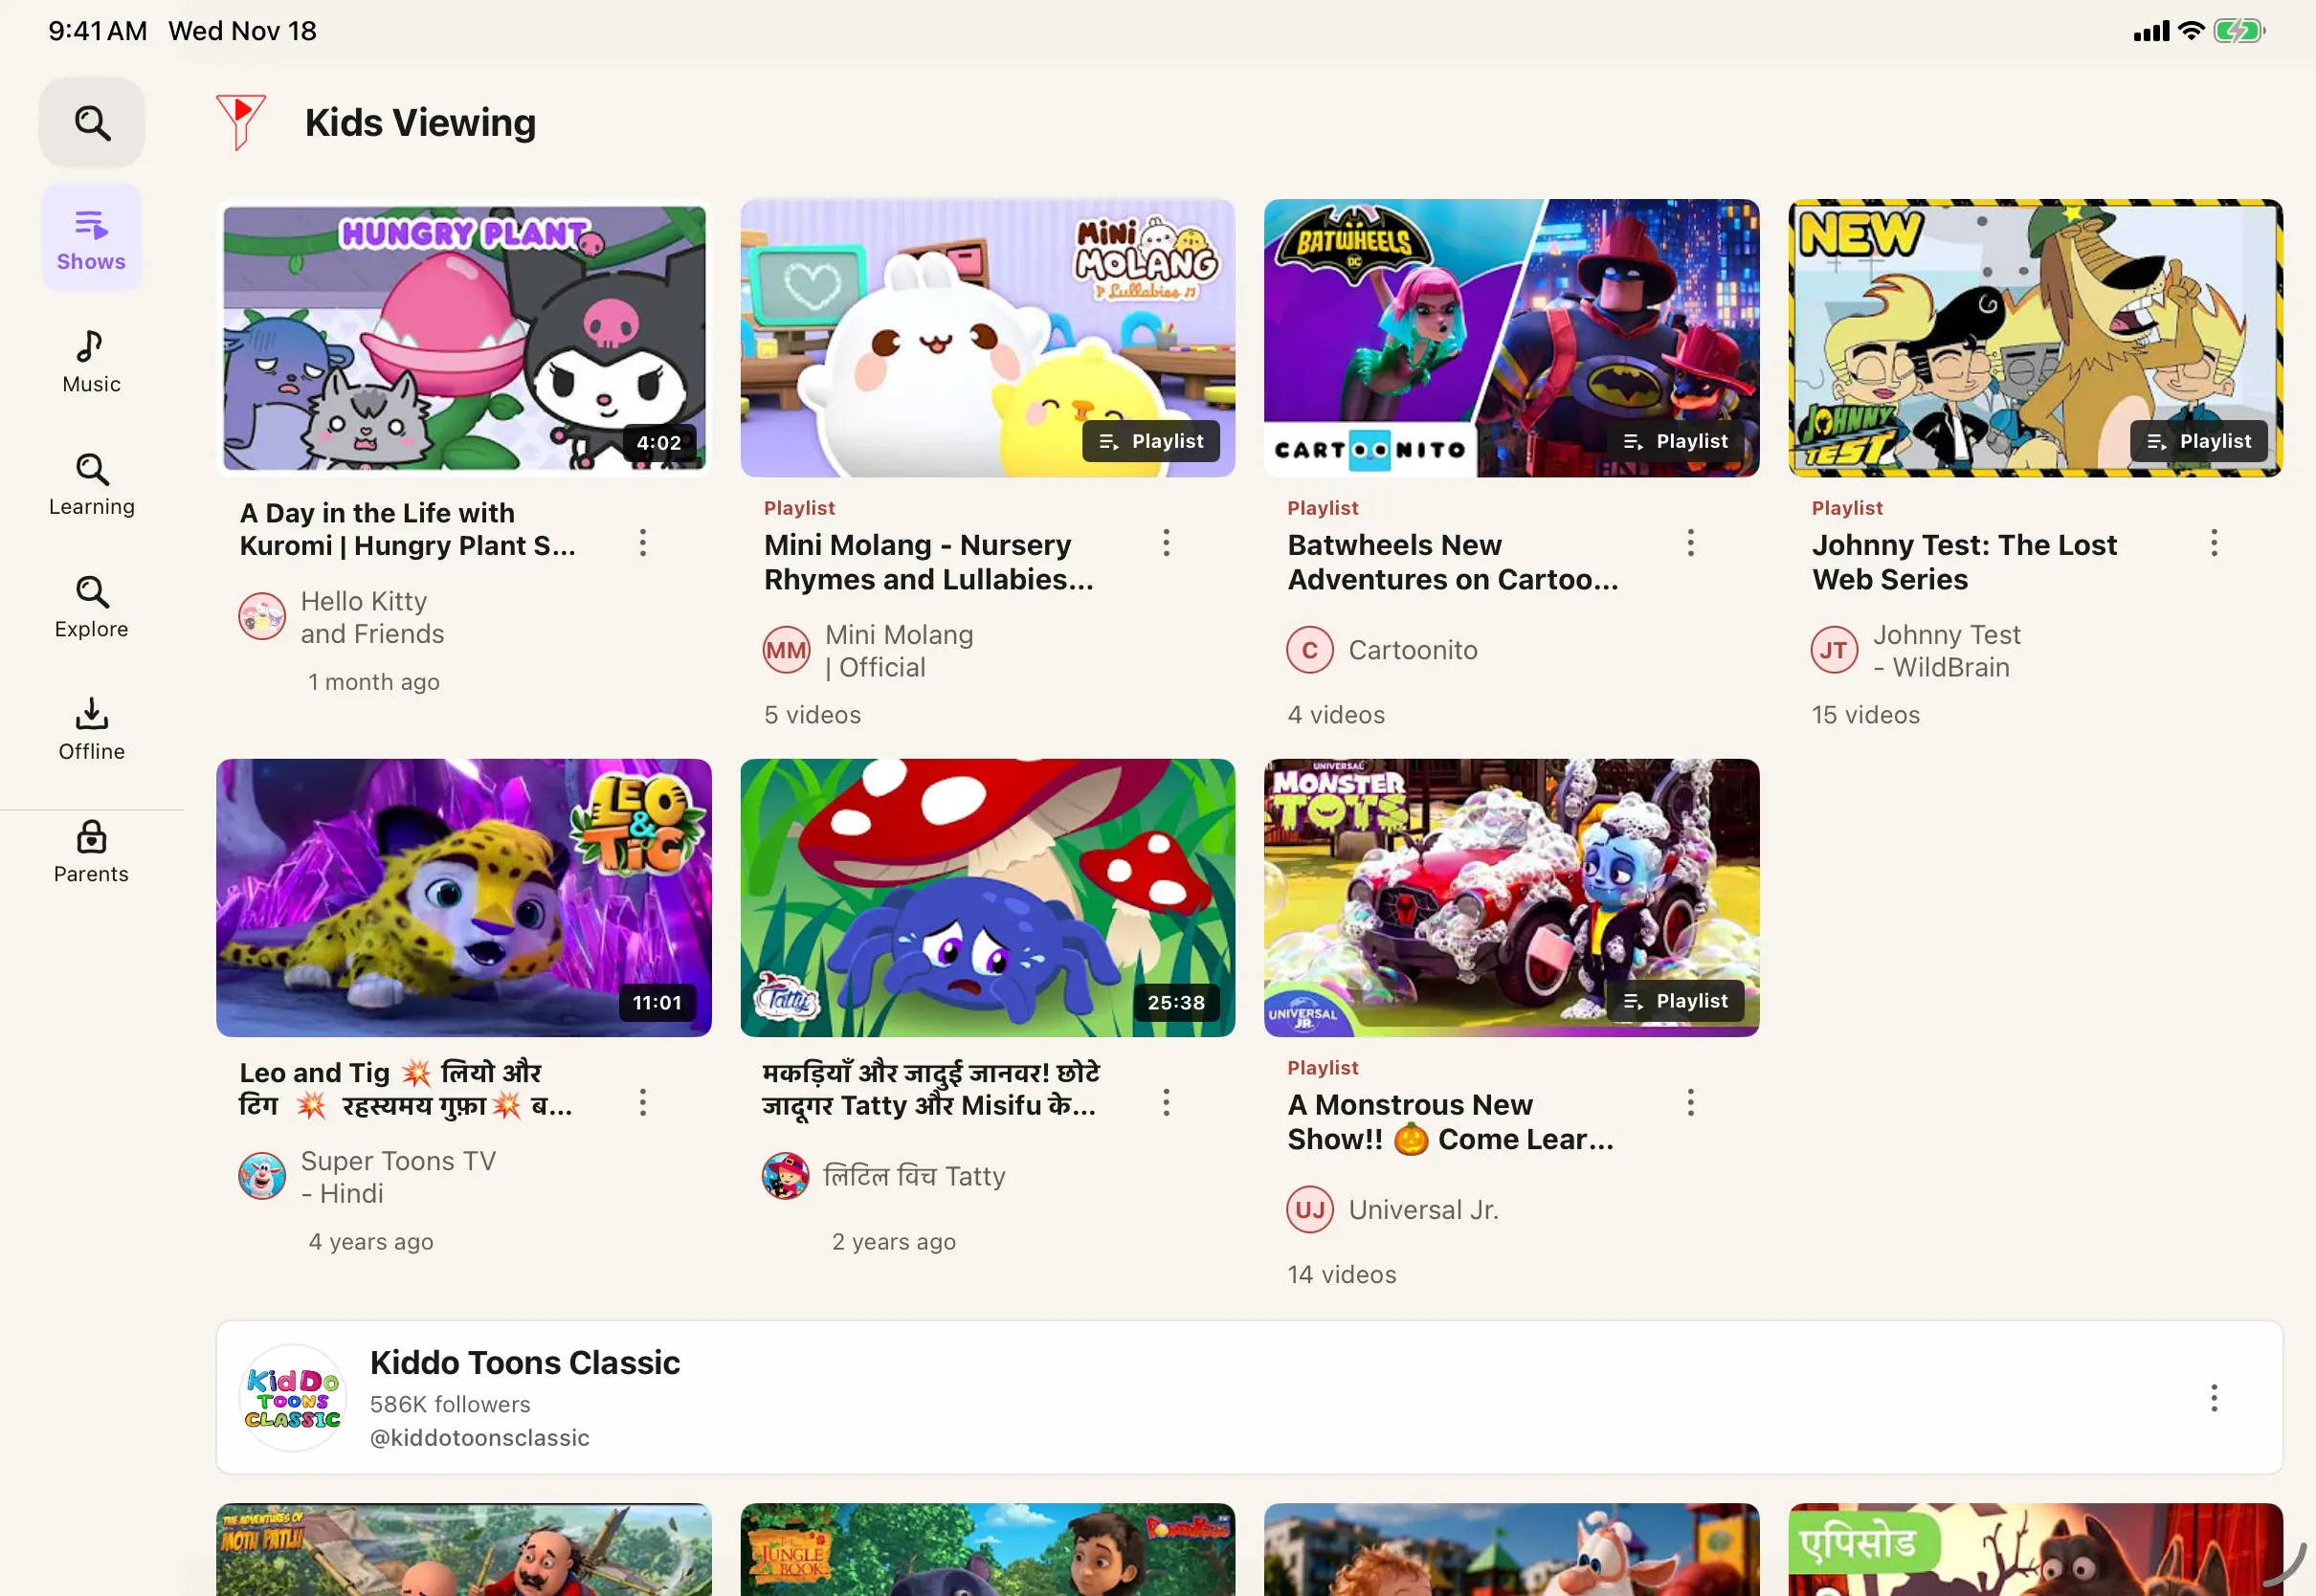 9:41 AM Wed Nov 18
Kids Viewing
Shows
Music
Learning
Explore
Offline
Parents
HUNGRY PLANT
4:02
A Day in the Life with
Kuromi | Hungry Plant S...
Hello Kitty
and Friends
1 month ago
MiNi
MOLANG
Lullabies
Playlist
Playlist
Mini Molang - Nursery
Rhymes and Lullabies...
MM
Mini Molang
| Official
5 videos
BATWHEELS
DC
CARTOONITO
Playlist
Playlist
Batwheels New
Adventures on Cartoo...
C
Cartoonito
4 videos
NEW
JOHNNY
TEST
Playlist
Playlist
Johnny Test: The Lost
Web Series
JT
Johnny Test
- WildBrain
15 videos
LEO
&
TiG
11:01
Leo and Tig 💥 लियो और
टिग 💥 रहस्यमय गुफ़ा💥 ब...
Super Toons TV
- Hindi
4 years ago
Tatty
25:38
मकड़ियाँ और जादुई जानवर! छोटे
जादूगर Tatty और Misifu के...
लिटिल विच Tatty
2 years ago
UNIVERSAL
MONSTER
TOYS
UNIVERSAL
JR.
Playlist
Playlist
A Monstrous New
Show!! 🎃 Come Lear...
UJ
Universal Jr.
14 videos
KidDo
TOONS
CLASSIC
Kiddo Toons Classic
586K followers
@kiddotoonsclassic
THE ADVENTURES OF
MOTU PATLU
THE
JUNGLE
BOOK
PowerKids
एपिसोड